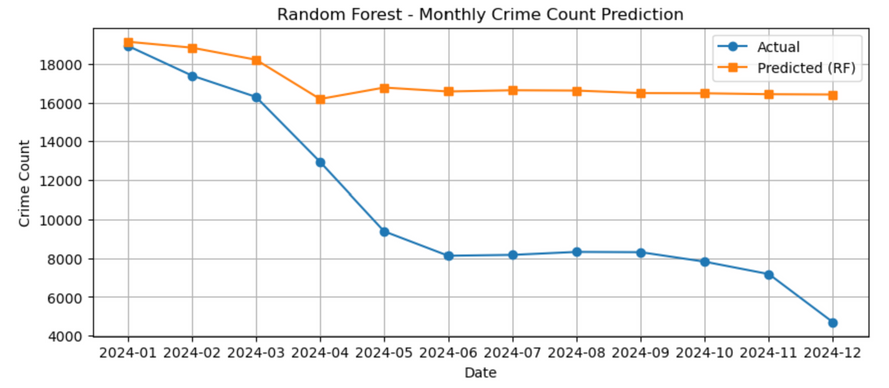 Random Forest - Monthly Crime Count Prediction
Actual
Predicted (RF)
Crime Count
18000
16000
14000
12000
10000
8000
6000
4000
2024-01 2024-02 2024-03 2024-04 2024-05 2024-06 2024-07 2024-08 2024-09 2024-10 2024-11 2024-12
Date